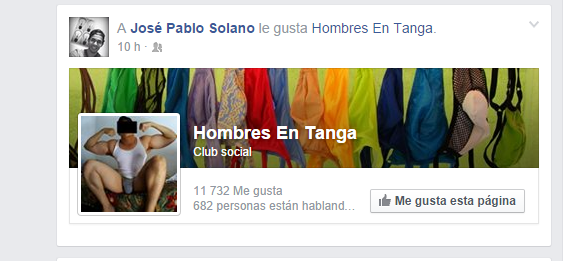 A José Pablo Solano le gusta Hombres En Tanga.
10 h ·
Hombres En Tanga
Club social
11 732 Me gusta
682 personas están habland...
Me gusta esta página